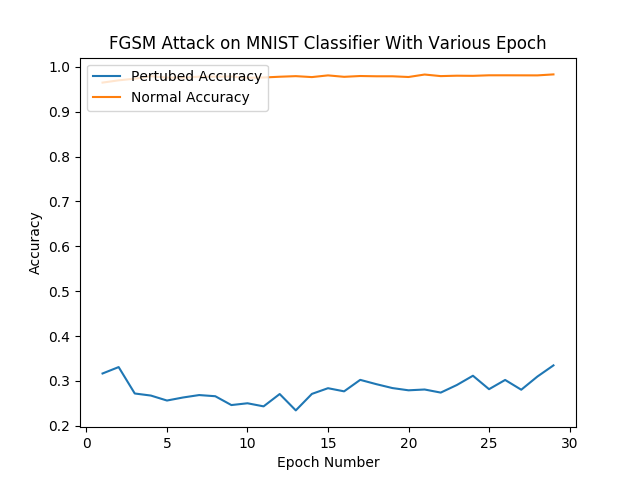 FGSM Attack on MNIST Classifier With Various Epoch
Pertubed Accuracy
Normal Accuracy
1.0
0.9
0.8
0.7
0.6
0.5
0.4
0.3
0.2
Accuracy
0 5 10 15 20 25 30
Epoch Number